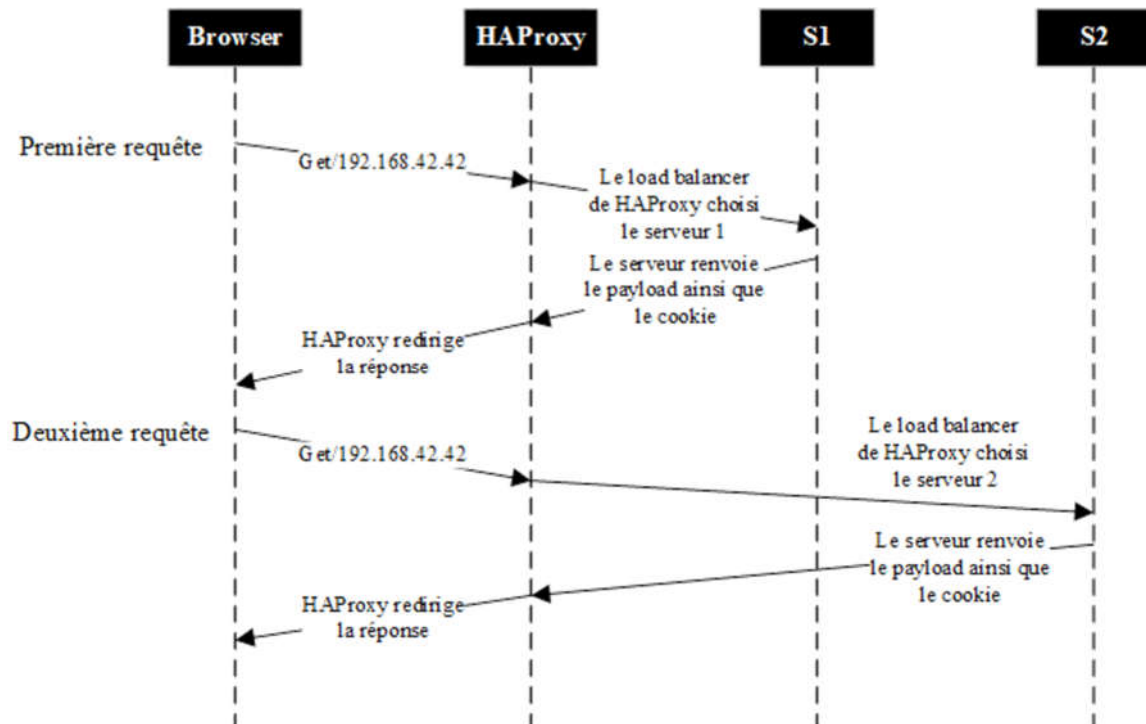 Browser
HAProxy
S1
S2
Première requête
Get/192.168.42.42
Le load balancer
de HAProxy choisi
le serveur 1
Le serveur renvoie
le payload ainsi que
le cookie
HAProxy redirige
la réponse
Deuxième requête
Get/192.168.42.42
Le load balancer
de HAProxy choisi
le serveur 2
Le serveur renvoie
le payload ainsi que
le cookie
HAProxy redirige
la réponse